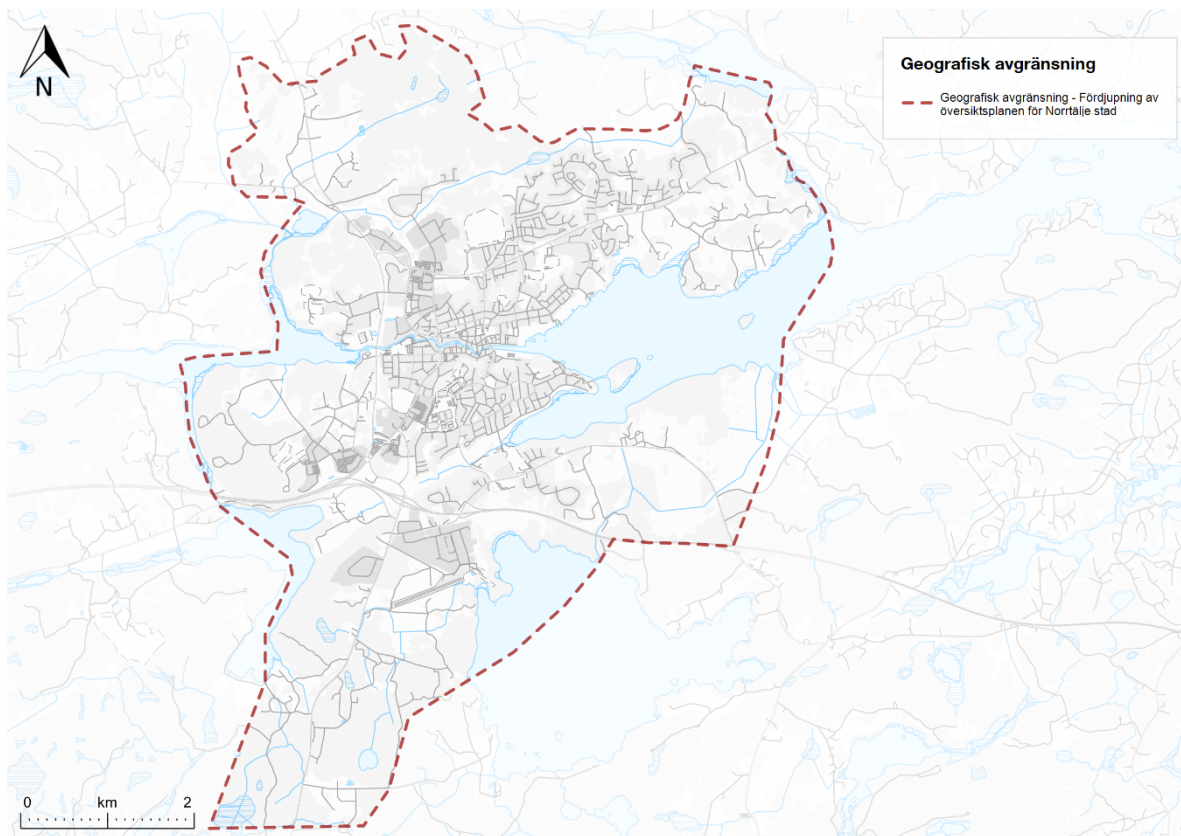 N
Geografisk avgränsning
Geografisk avgränsning - Fördjupning av
översiktsplanen för Norrtälje stad
0 km 2